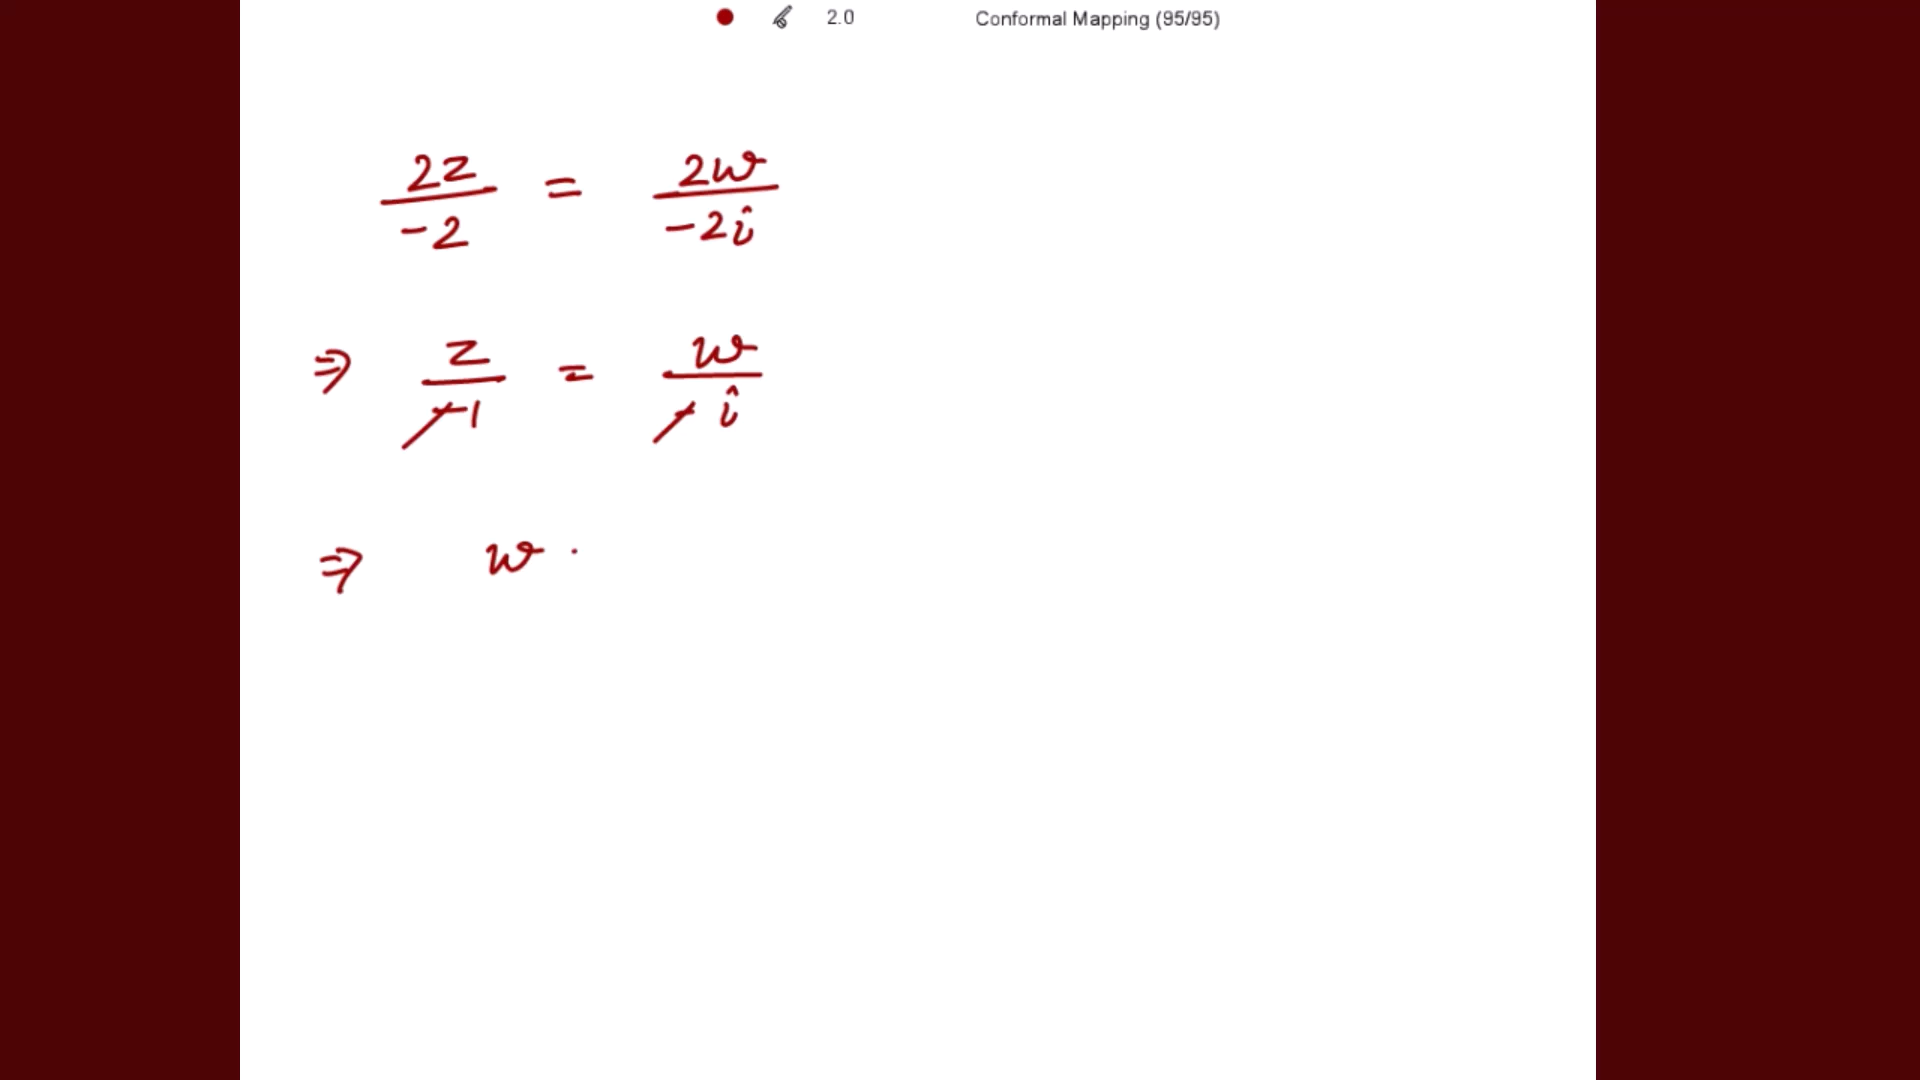 2.0 Conformal Mapping (95/95)
2z/-2 = 2w/-2i
⇒ z/-1 = w/-i
⇒ w ·